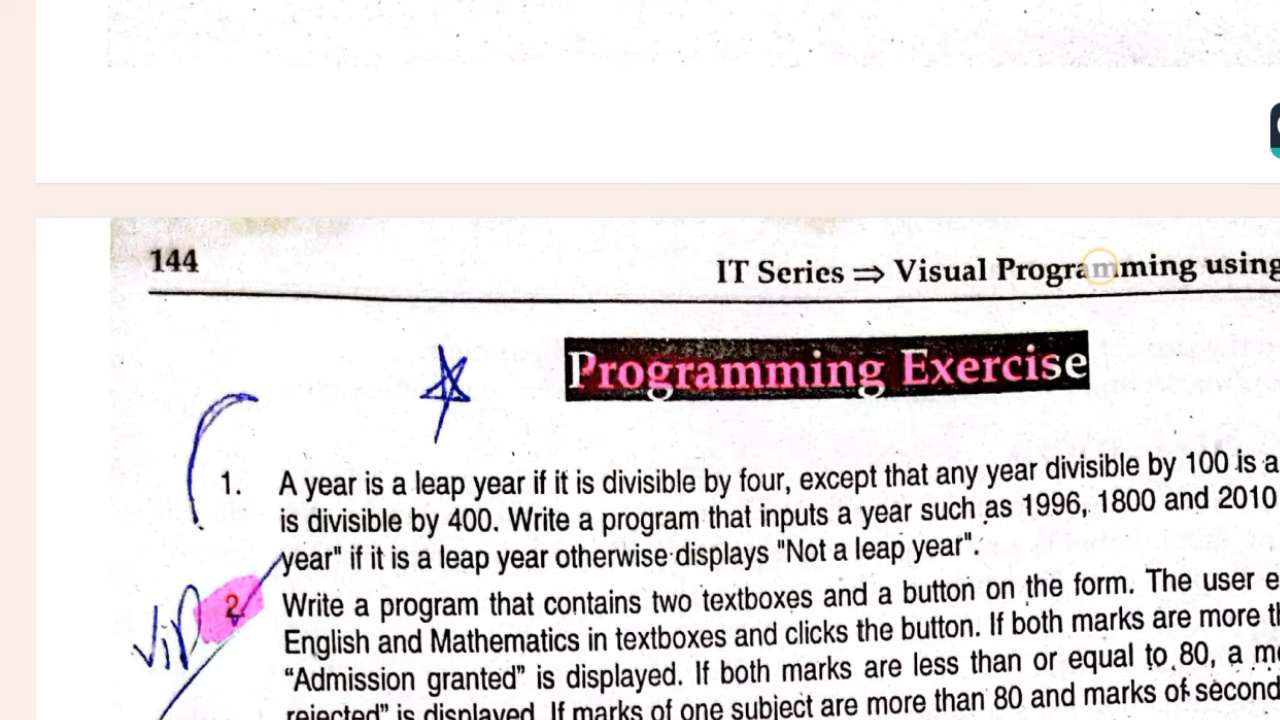 144
IT Series ⇒ Visual Programming using
Programming Exercise
1. A year is a leap year if it is divisible by four, except that any year divisible by 100 is a
is divisible by 400. Write a program that inputs a year such as 1996, 1800 and 2010
year" if it is a leap year otherwise displays "Not a leap year".
VIP
2. Write a program that contains two textboxes and a button on the form. The user e
English and Mathematics in textboxes and clicks the button. If both marks are more th
“Admission granted” is displayed. If both marks are less than or equal to 80, a me
rejected” is displayed. If marks of one subject are more than 80 and marks of second